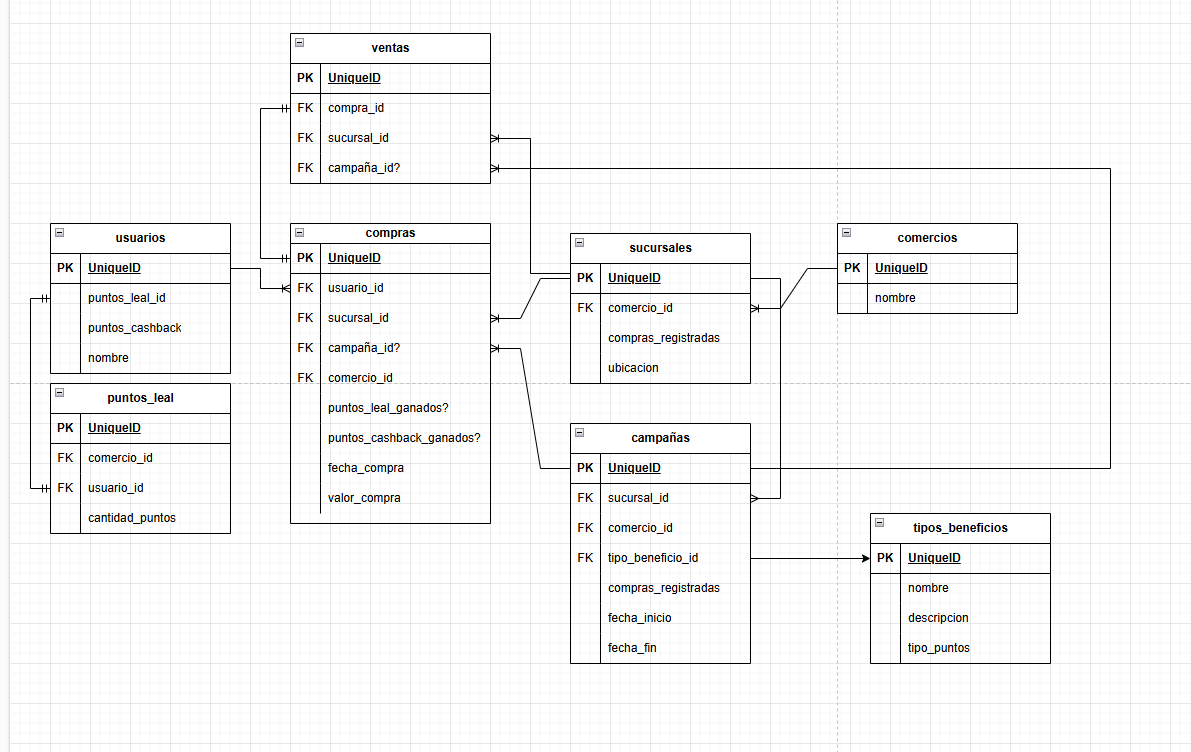 ventas
PK UniqueID
FK compra_id
FK sucursal_id
FK campaña_id?
usuarios
PK UniqueID
puntos_leal_id
puntos_cashback
nombre
puntos_leal
PK UniqueID
FK comercio_id
FK usuario_id
cantidad_puntos
compras
PK UniqueID
FK usuario_id
FK sucursal_id
FK campaña_id?
FK comercio_id
puntos_leal_ganados?
puntos_cashback_ganados?
fecha_compra
valor_compra
sucursales
PK UniqueID
FK comercio_id
compras_registradas
ubicacion
comercios
PK UniqueID
nombre
campañas
PK UniqueID
FK sucursal_id
FK comercio_id
FK tipo_beneficio_id
compras_registradas
fecha_inicio
fecha_fin
tipos_beneficios
PK UniqueID
nombre
descripcion
tipo_puntos